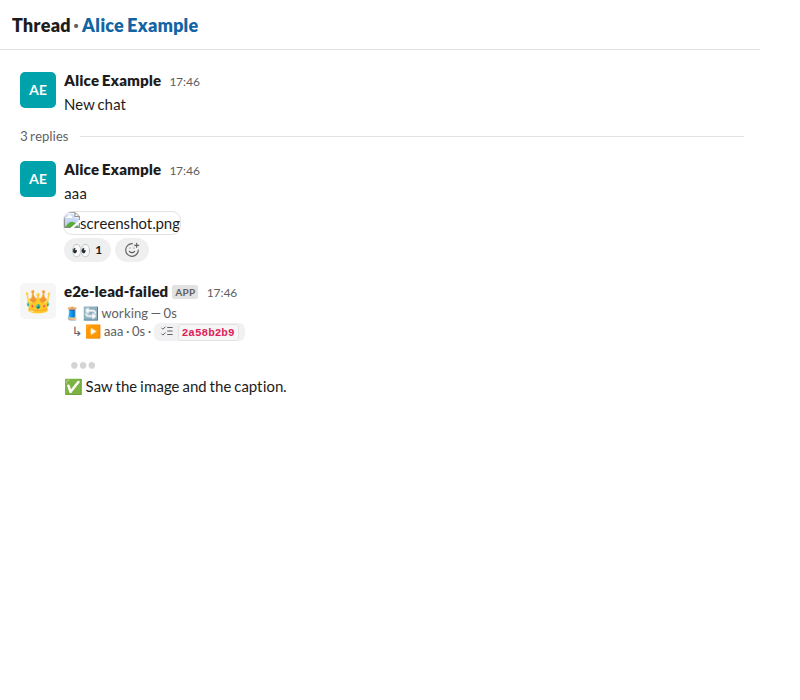 Thread • Alice Example
AE
Alice Example 17:46
New chat
3 replies
AE
Alice Example 17:46
aaa
screenshot.png
👀 1
e2e-lead-failed APP 17:46
🧵 🔄 working — 0s
↳ ▶️ aaa · 0s · 2a58b2b9
✅ Saw the image and the caption.